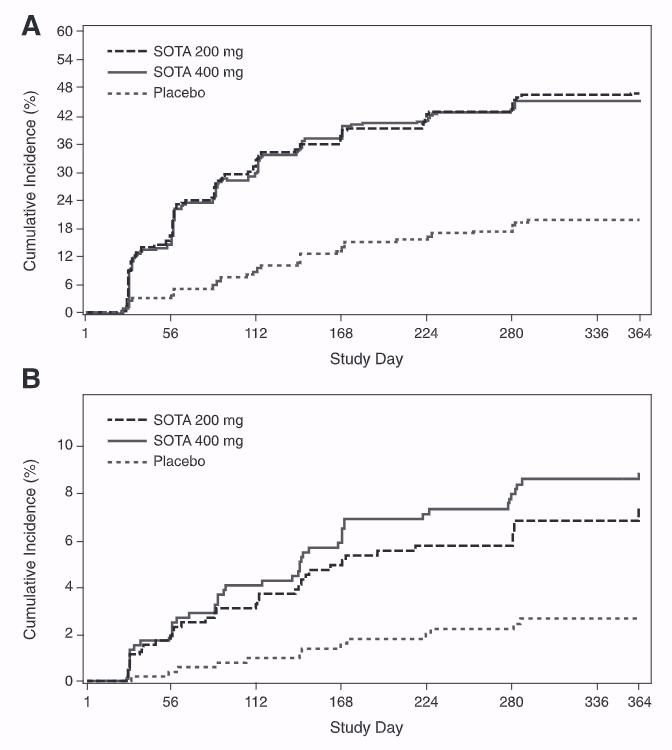 A
SOTA 200 mg
SOTA 400 mg
Placebo
Cumulative Incidence (%)
60
54
48
42
36
30
24
18
12
6
0
1 56 112 168 224 280 336 364
Study Day
B
SOTA 200 mg
SOTA 400 mg
Placebo
Cumulative Incidence (%)
10
8
6
4
2
0
1 56 112 168 224 280 336 364
Study Day